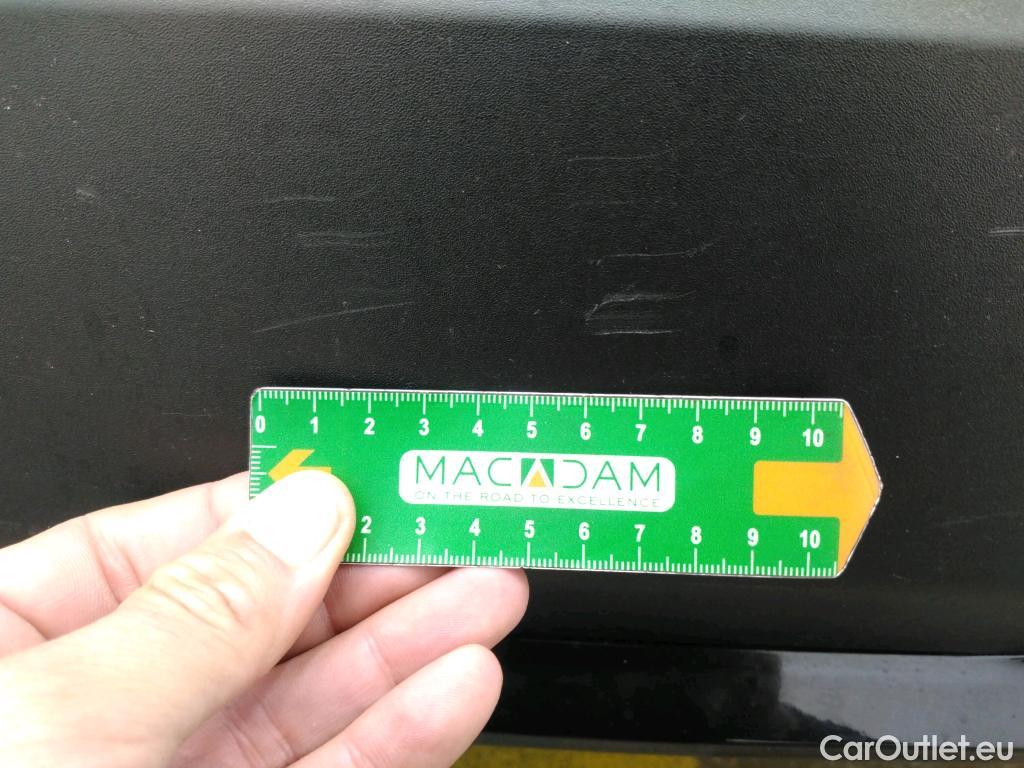 0 1 2 3 4 5 6 7 8 9 10
MACADAM
ON THE ROAD TO EXCELLENCE
2 3 4 5 6 7 8 9 10
CarOutlet.eu